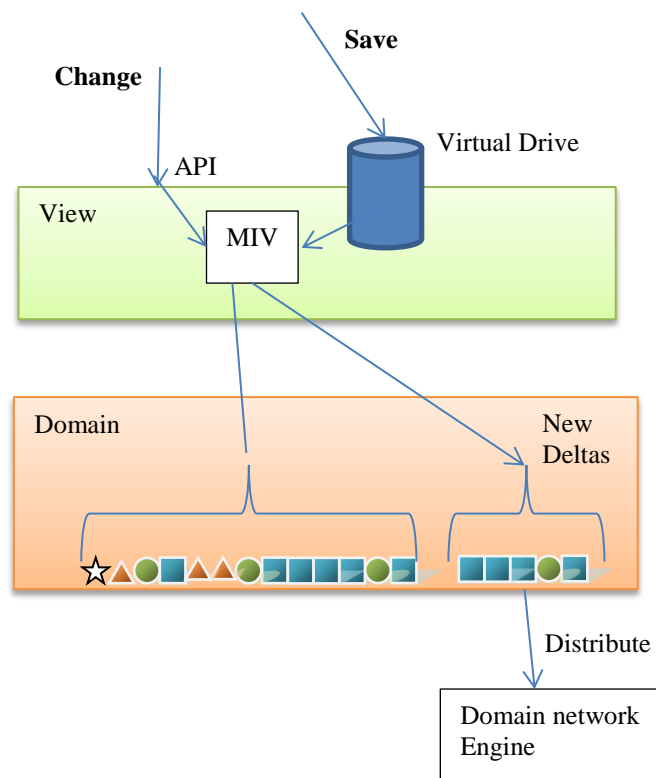 Save
Change
Virtual Drive
API
View
MIV
Domain
New
Deltas
Distribute
Domain network
Engine